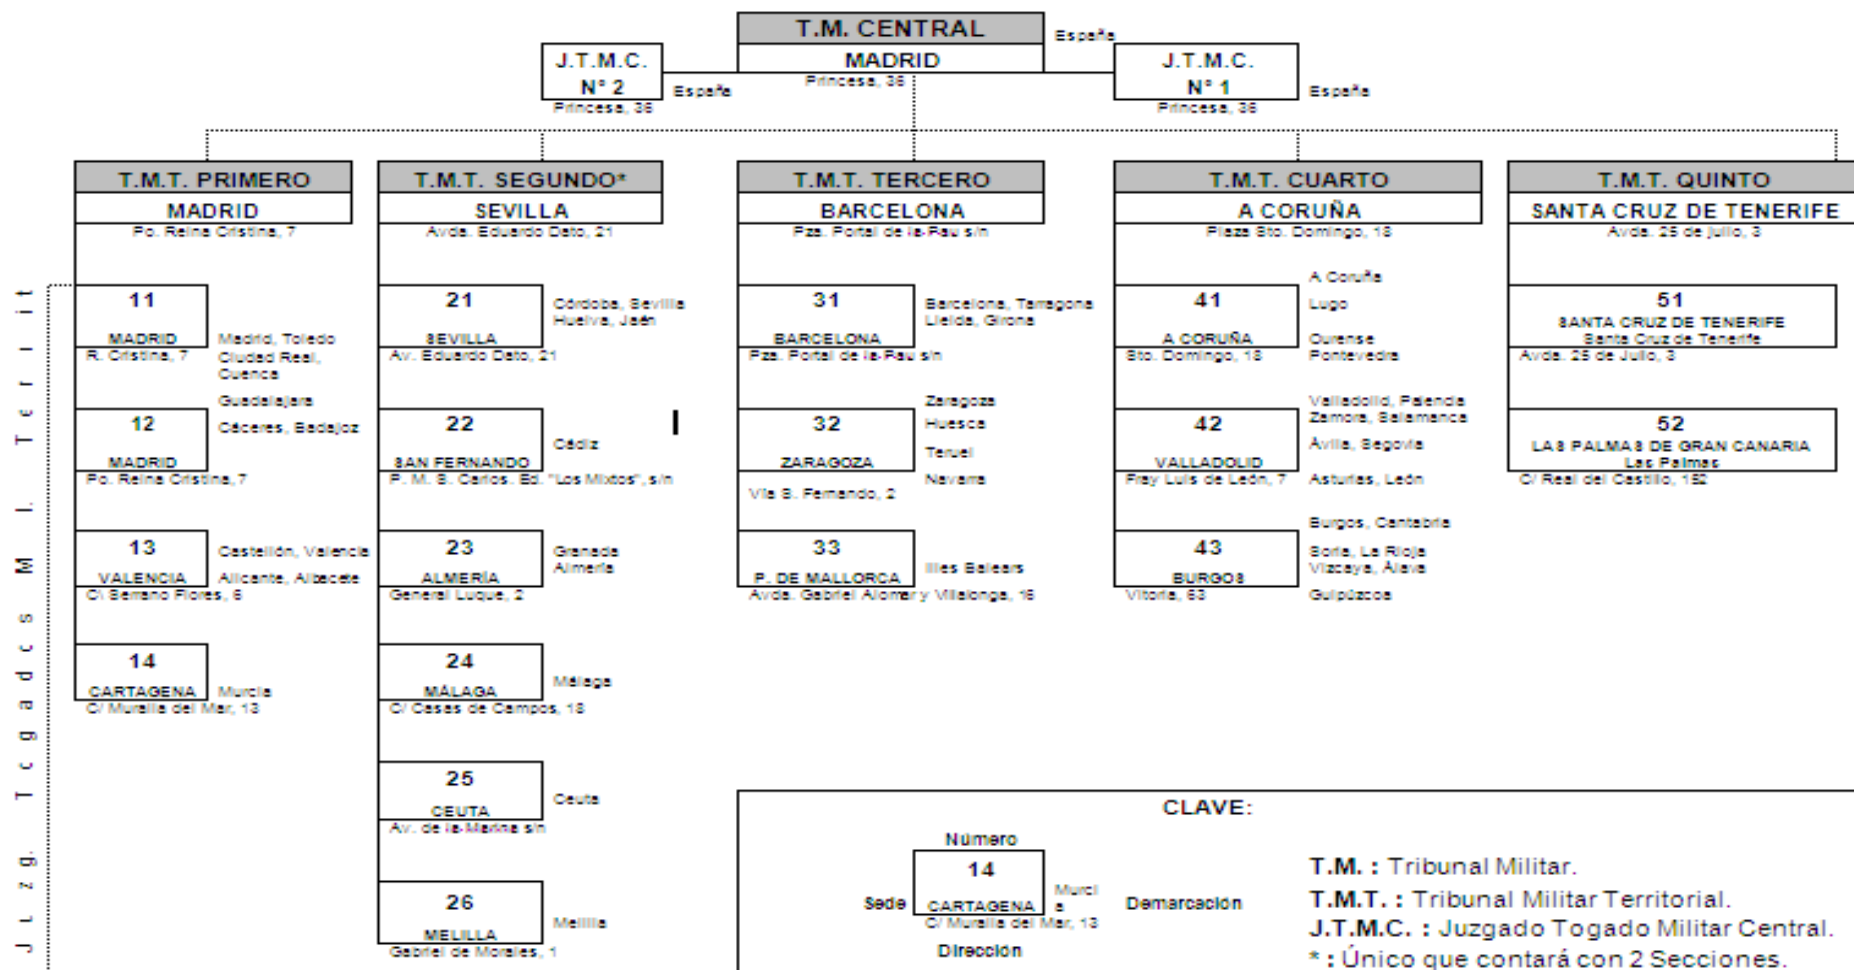 T.M. CENTRAL
España
MADRID
Princesa, 36
J.T.M.C.
Nº 2
España
Princesa, 36
J.T.M.C.
Nº 1
España
Princesa, 36
T.M.T. PRIMERO
MADRID
Po. Reina Cristina, 7
11
MADRID
R. Cristina, 7
Madrid, Toledo
Ciudad Real,
Cuenca
Guadalajara
12
MADRID
Po. Reina Cristina, 7
Cáceres, Badajoz
13
VALENCIA
C\ Serrano Flores, 6
Castellón, Valencia
Alicante, Albacete
14
CARTAGENA
C/ Muralla del Mar, 13
Murcia
T.M.T. SEGUNDO*
SEVILLA
Avda. Eduardo Dato, 21
21
SEVILLA
Av. Eduardo Dato, 21
Córdoba, Sevilla
Huelva, Jaén
22
SAN FERNANDO
P. M. S. Carlos. Ed. "Los Mixtos", s/n
Cádiz
23
ALMERÍA
General Luque, 2
Granada
Almería
24
MÁLAGA
C/ Casas de Campos, 18
Málaga
25
CEUTA
Av. de la Marina s/n
Ceuta
26
MELILLA
Gabriel de Morales, 1
Melilla
T.M.T. TERCERO
BARCELONA
Pza. Portal de la-Pau s/n
31
BARCELONA
Pza. Portal de la-Pau s/n
Barcelona, Tarragona
Lleida, Girona
32
ZARAGOZA
Vía S. Fernando, 2
Zaragoza
Huesca
Teruel
Navarra
33
P. DE MALLORCA
Avda. Gabriel Alomar y Villalonga, 16
Illes Balears
T.M.T. CUARTO
A CORUÑA
Plaza Sto. Domingo, 18
41
A CORUÑA
Sto. Domingo, 18
A Coruña
Lugo
Ourense
Pontevedra
42
VALLADOLID
Fray Luis de León, 7
Valladolid, Palencia
Zamora, Salamanca
Ávila, Segovia
Asturias, León
43
BURGOS
Vitoria, 63
Burgos, Cantabria
Soria, La Rioja
Vizcaya, Álava
Guipúzcoa
T.M.T. QUINTO
SANTA CRUZ DE TENERIFE
Avda. 25 de julio, 3
51
SANTA CRUZ DE TENERIFE
Santa Cruz de Tenerife
Avda. 25 de Julio, 3
52
LAS PALMAS DE GRAN CANARIA
Las Palmas
C/ Real del Castillo, 152
CLAVE:
Número
14
Sede
CARTAGENA
Murci
a
Demarcación
C/ Muralla del Mar, 13
Dirección
T.M. : Tribunal Militar.
T.M.T. : Tribunal Militar Territorial.
J.T.M.C. : Juzgado Togado Militar Central.
* : Único que contará con 2 Secciones.